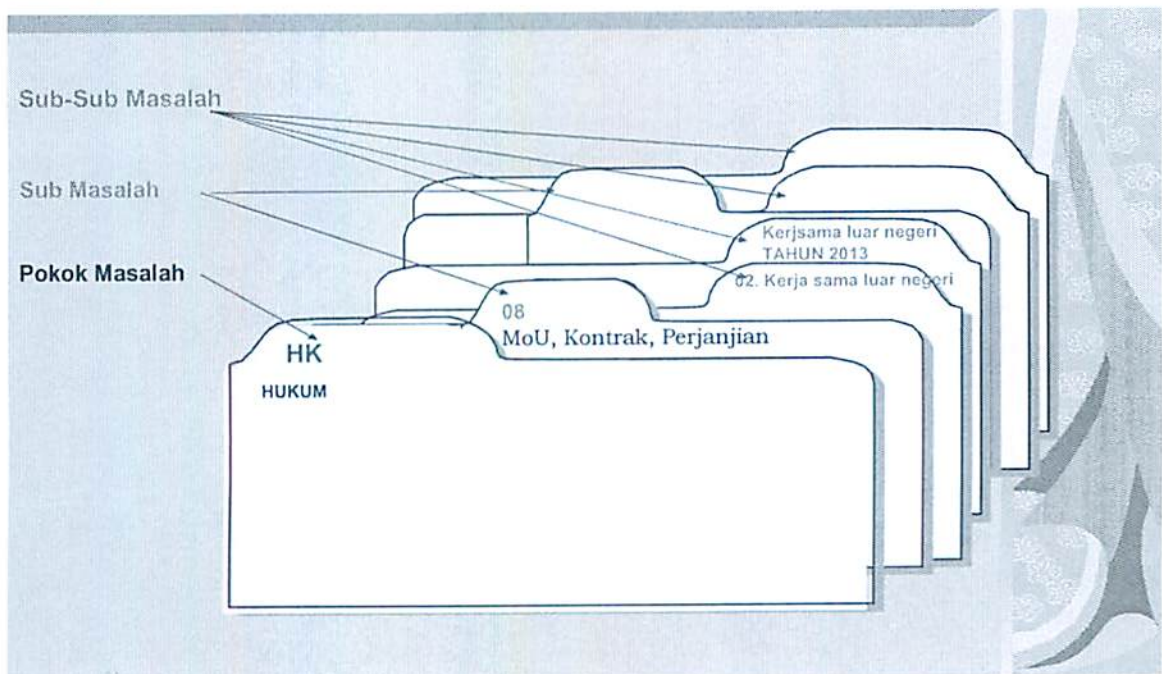 Sub-Sub Masalah
Sub Masalah
Kerjsama luar negeri
TAHUN 2013
02. Kerja sama luar negeri
Pokok Masalah
08
MoU, Kontrak, Perjanjian
HK
HUKUM